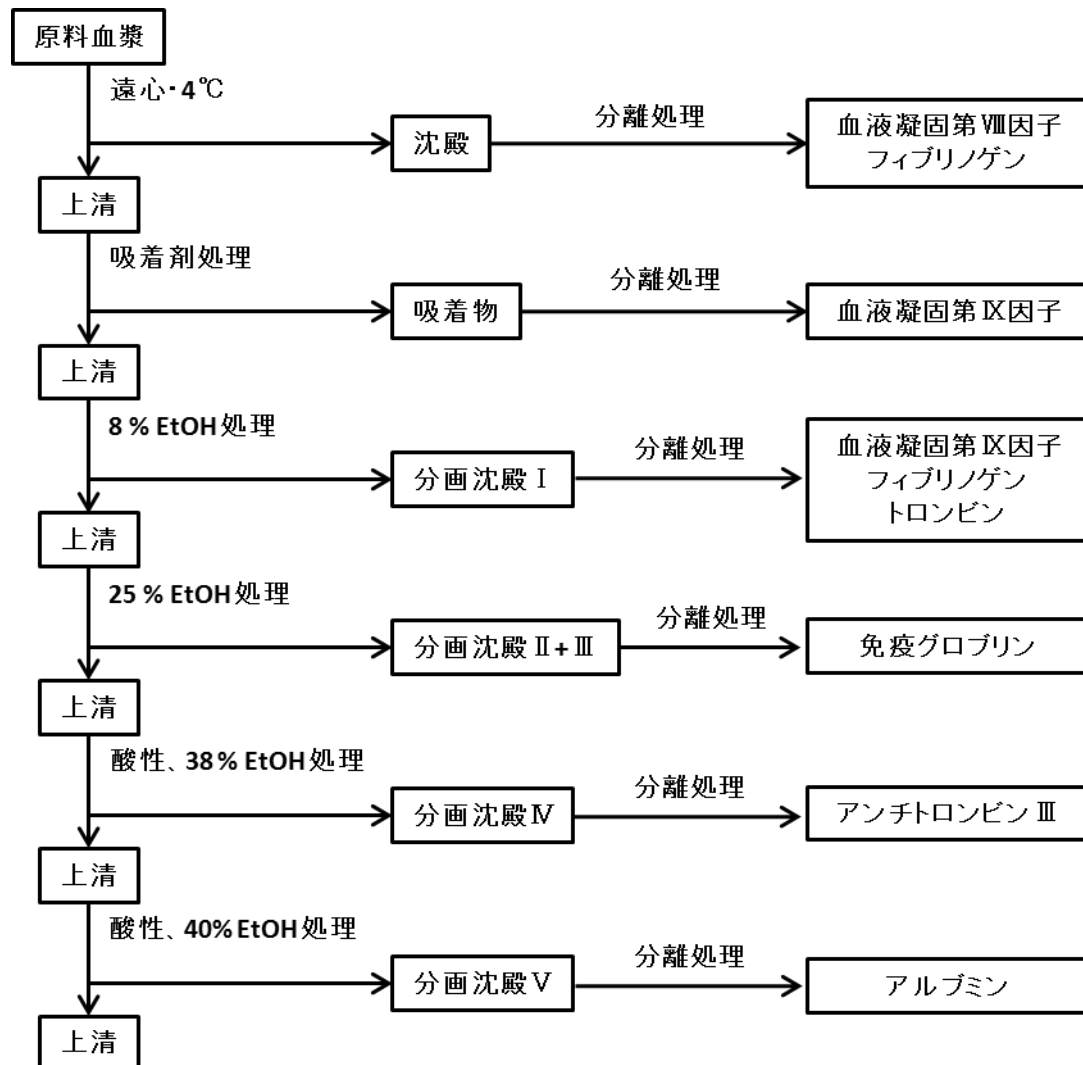 原料血漿
遠心・4℃
沈殿
分離処理
血液凝固第Ⅷ因子
フィブリノゲン
上清
吸着剤処理
吸着物
分離処理
血液凝固第Ⅸ因子
上清
8 % EtOH処理
分画沈殿Ⅰ
分離処理
血液凝固第Ⅸ因子
フィブリノゲン
トロンビン
上清
25 % EtOH処理
分画沈殿Ⅱ+Ⅲ
分離処理
免疫グロブリン
上清
酸性、38% EtOH処理
分画沈殿Ⅳ
分離処理
アンチトロンビンⅢ
上清
酸性、40% EtOH処理
分画沈殿Ⅴ
分離処理
アルブミン
上清